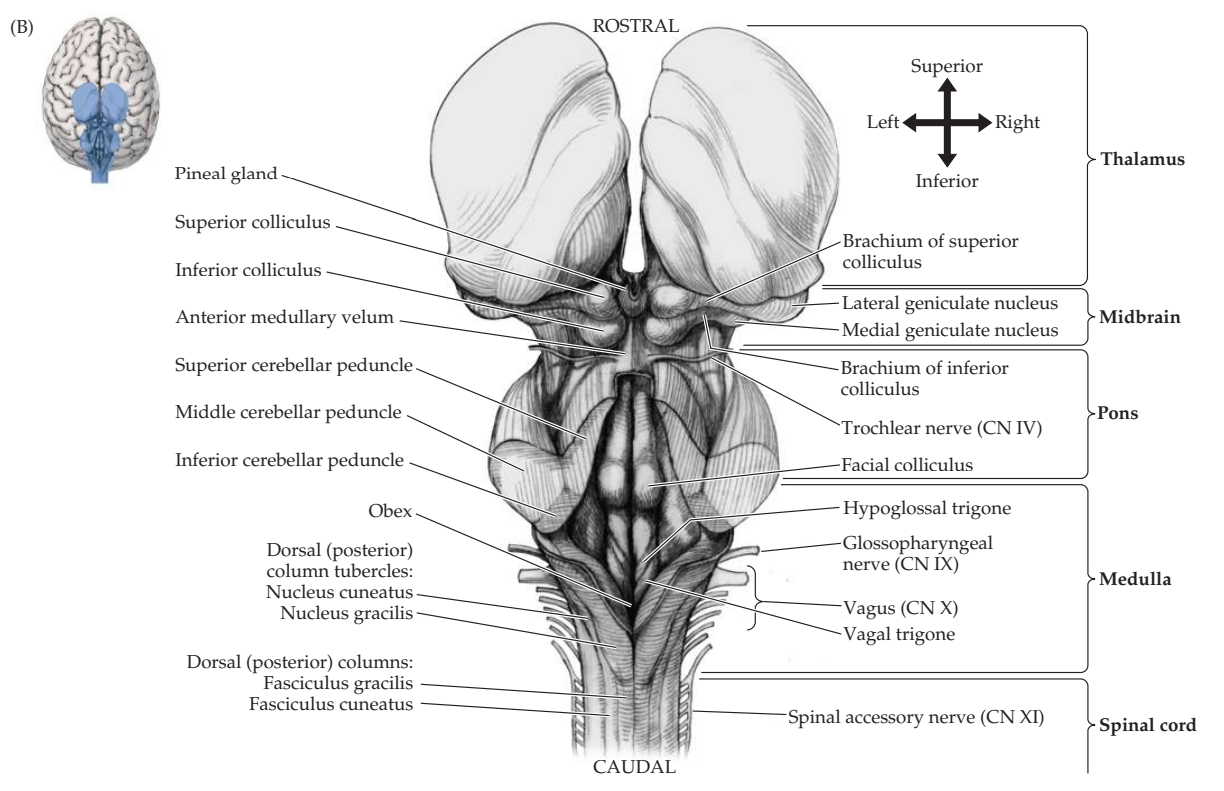 (B)
ROSTRAL
Superior
Left
Right
Inferior
Thalamus
Pineal gland
Superior colliculus
Inferior colliculus
Anterior medullary velum
Superior cerebellar peduncle
Middle cerebellar peduncle
Inferior cerebellar peduncle
Obex
Dorsal (posterior)
column tubercles:
Nucleus cuneatus
Nucleus gracilis
Dorsal (posterior) columns:
Fasciculus gracilis
Fasciculus cuneatus
Brachium of superior
colliculus
Lateral geniculate nucleus
Medial geniculate nucleus
Midbrain
Brachium of inferior
colliculus
Trochlear nerve (CN IV)
Facial colliculus
Pons
Hypoglossal trigone
Glossopharyngeal
nerve (CN IX)
Vagus (CN X)
Vagal trigone
Medulla
Spinal accessory nerve (CN XI)
Spinal cord
CAUDAL